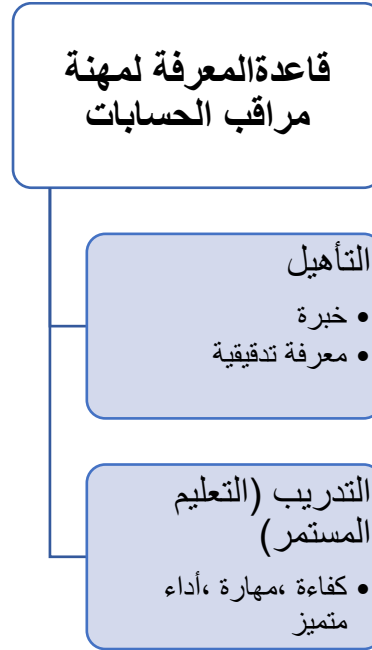 قاعدةالمعرفة لمهنة
مراقب الحسابات
التأهيل
• خبرة
• معرفة تدقيقية
التدريب (التعليم
المستمر)
• كفاءة ،مهارة ،أداء
متميز